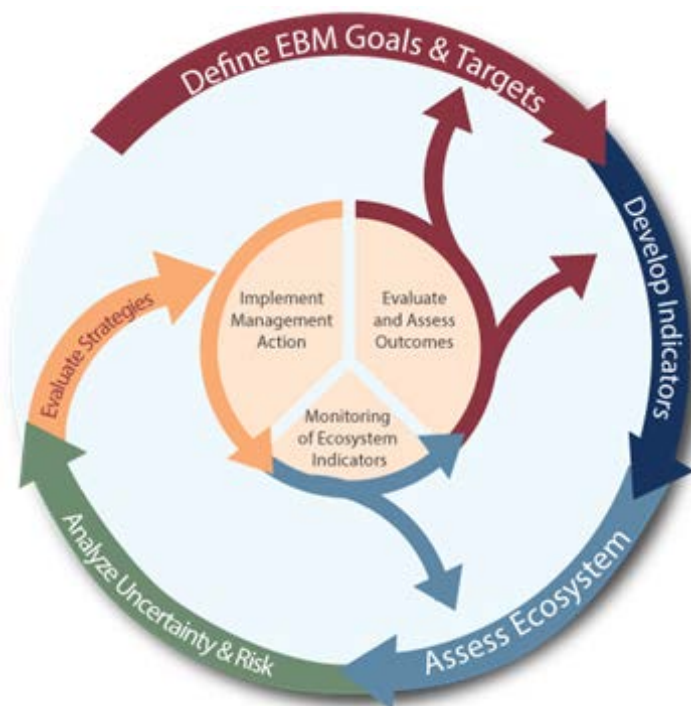 Define EBM Goals & Targets
Develop Indicators
Assess Ecosystem
Analyze Uncertainty & Risk
Evaluate Strategies
Implement
Management
Action
Evaluate
and Assess
Outcomes
Monitoring
of Ecosystem
Indicators